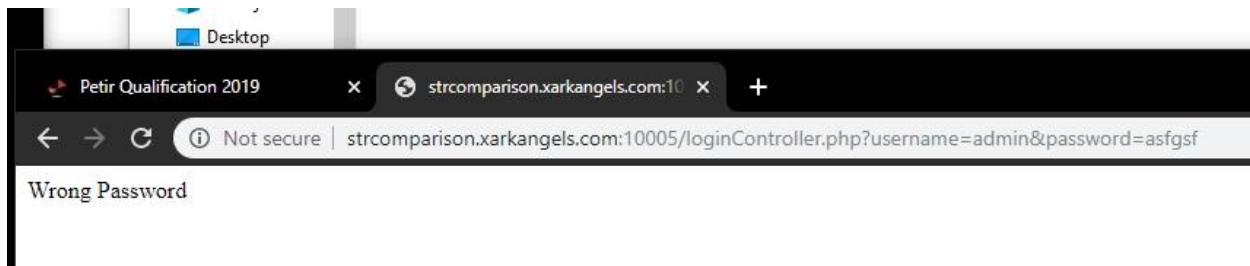 Desktop
Petir Qualification 2019
strcomparison.xarkangels.com:10
Not secure
strcomparison.xarkangels.com:10005/loginController.php?username=admin&password=asfgsf
Wrong Password